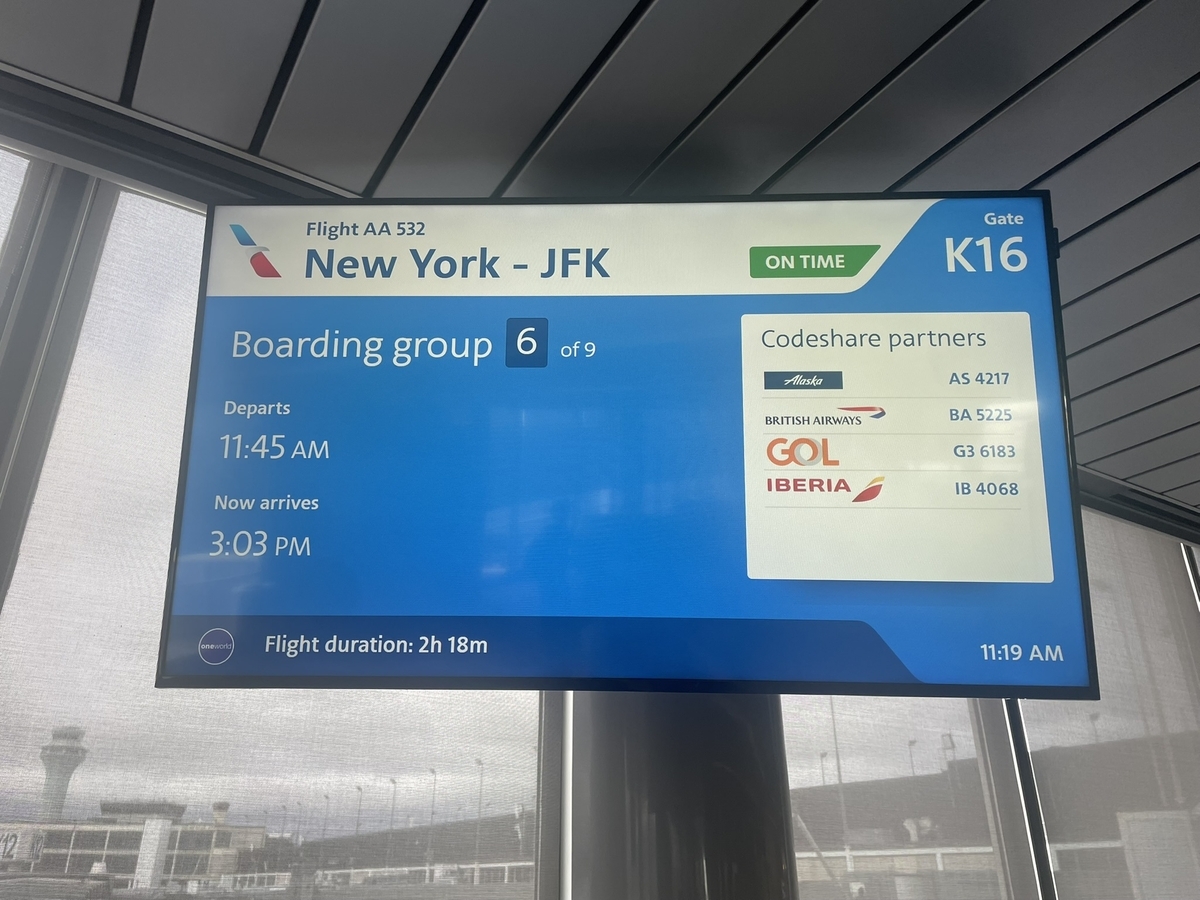 Flight AA 532
New York - JFK
ON TIME
Gate
K16
Boarding group 6 of 9
Departs
11:45 AM
Now arrives
3:03 PM
Codeshare partners
Alaska AS 4217
BRITISH AIRWAYS BA 5225
GOL G3 6183
IBERIA IB 4068
oneworld
Flight duration: 2h 18m
11:19 AM